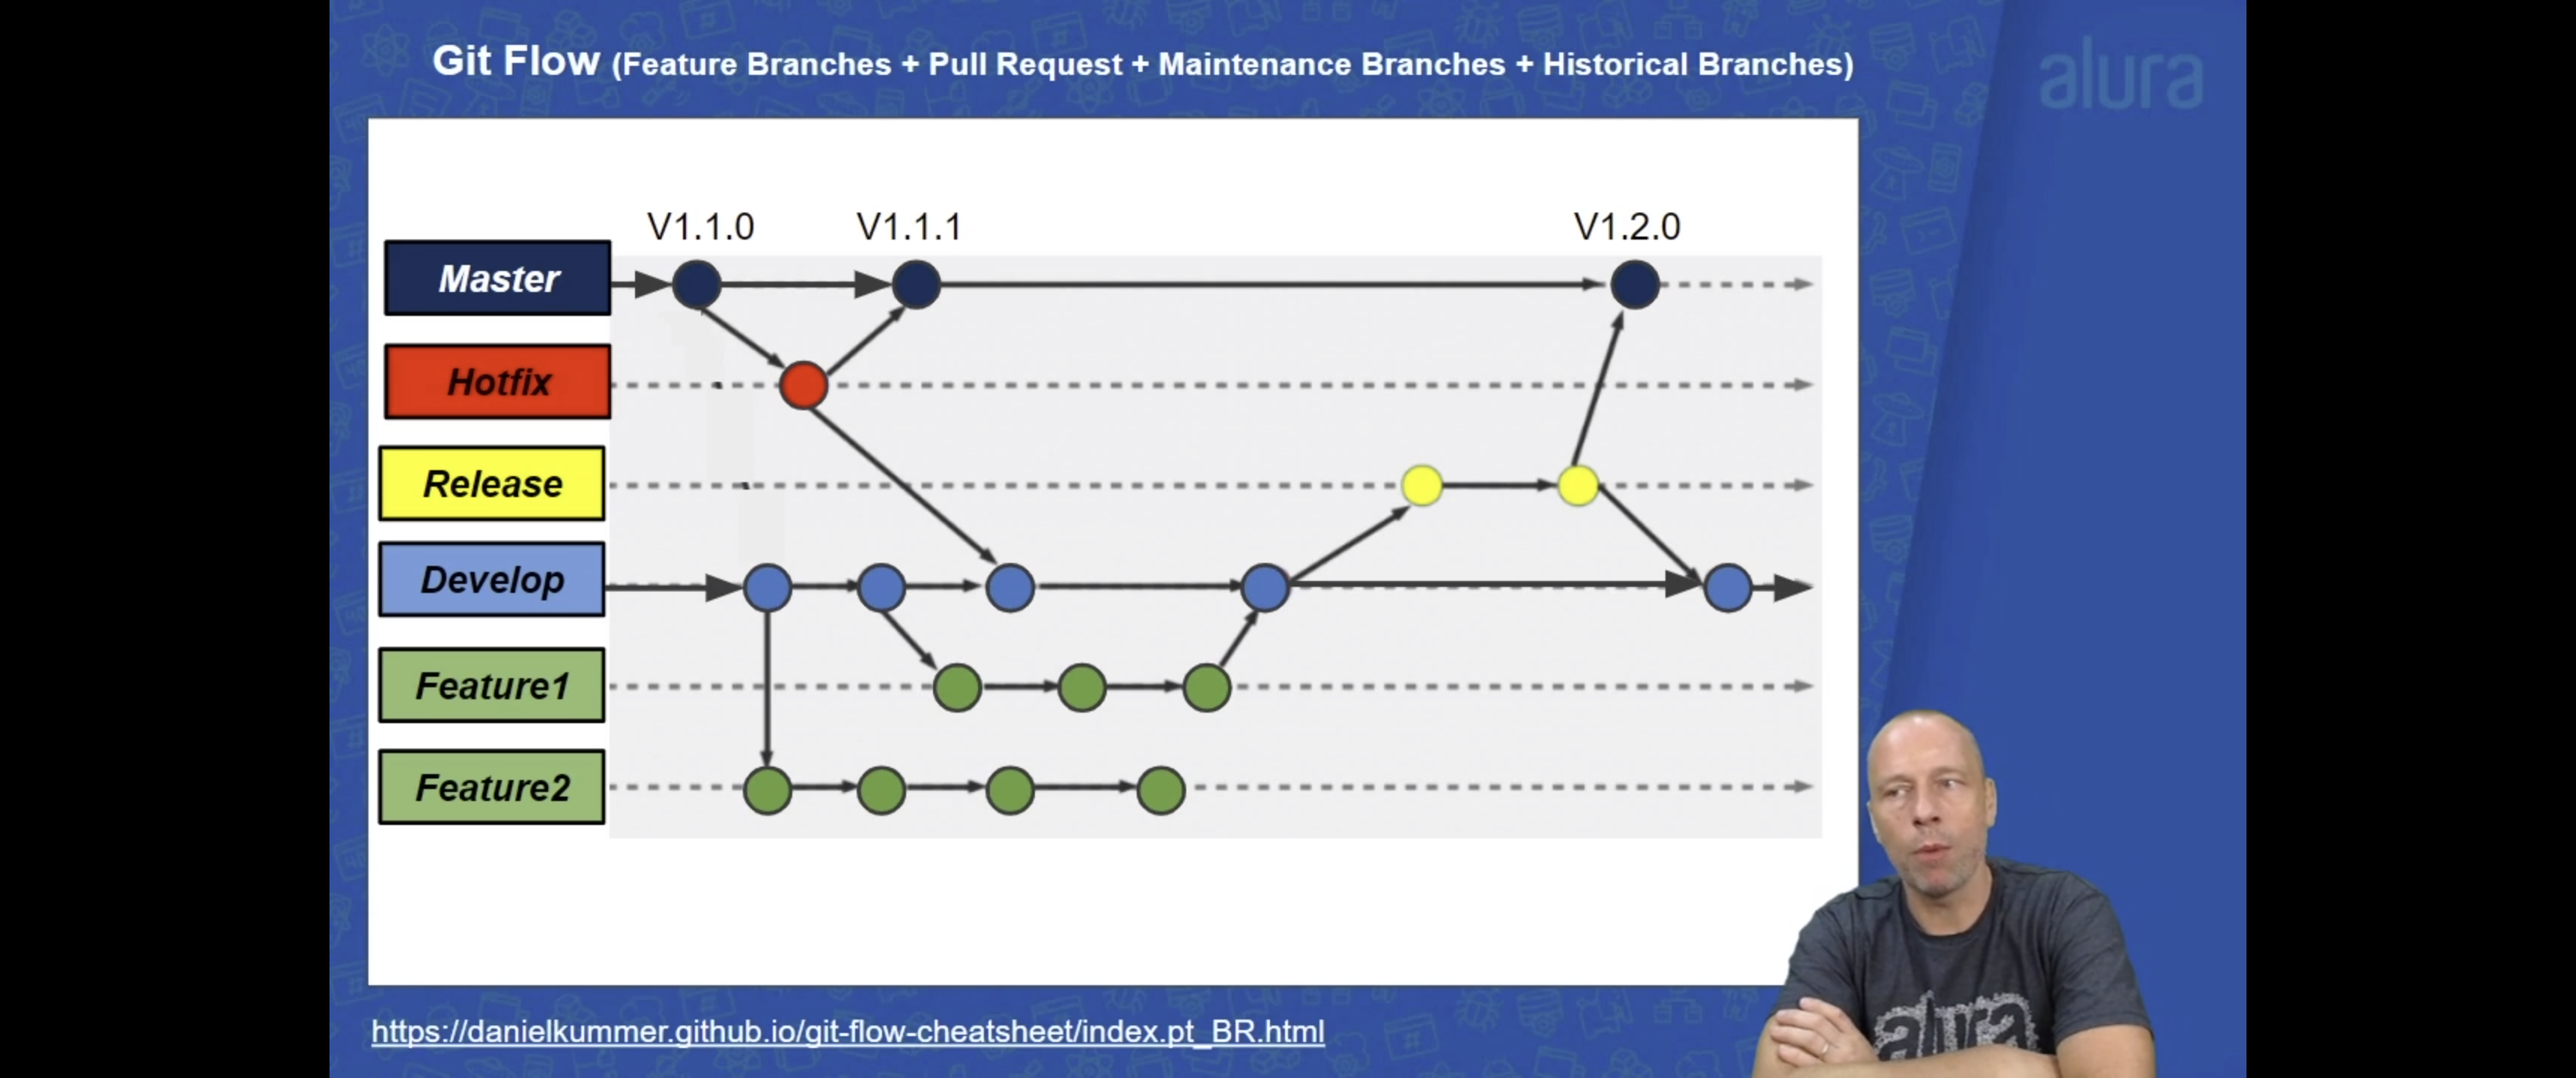 Git Flow (Feature Branches + Pull Request + Maintenance Branches + Historical Branches)
alura
V1.1.0
V1.1.1
V1.2.0
Master
Hotfix
Release
Develop
Feature1
Feature2
alura
https://danielkummer.github.io/git-flow-cheatsheet/index.pt_BR.html